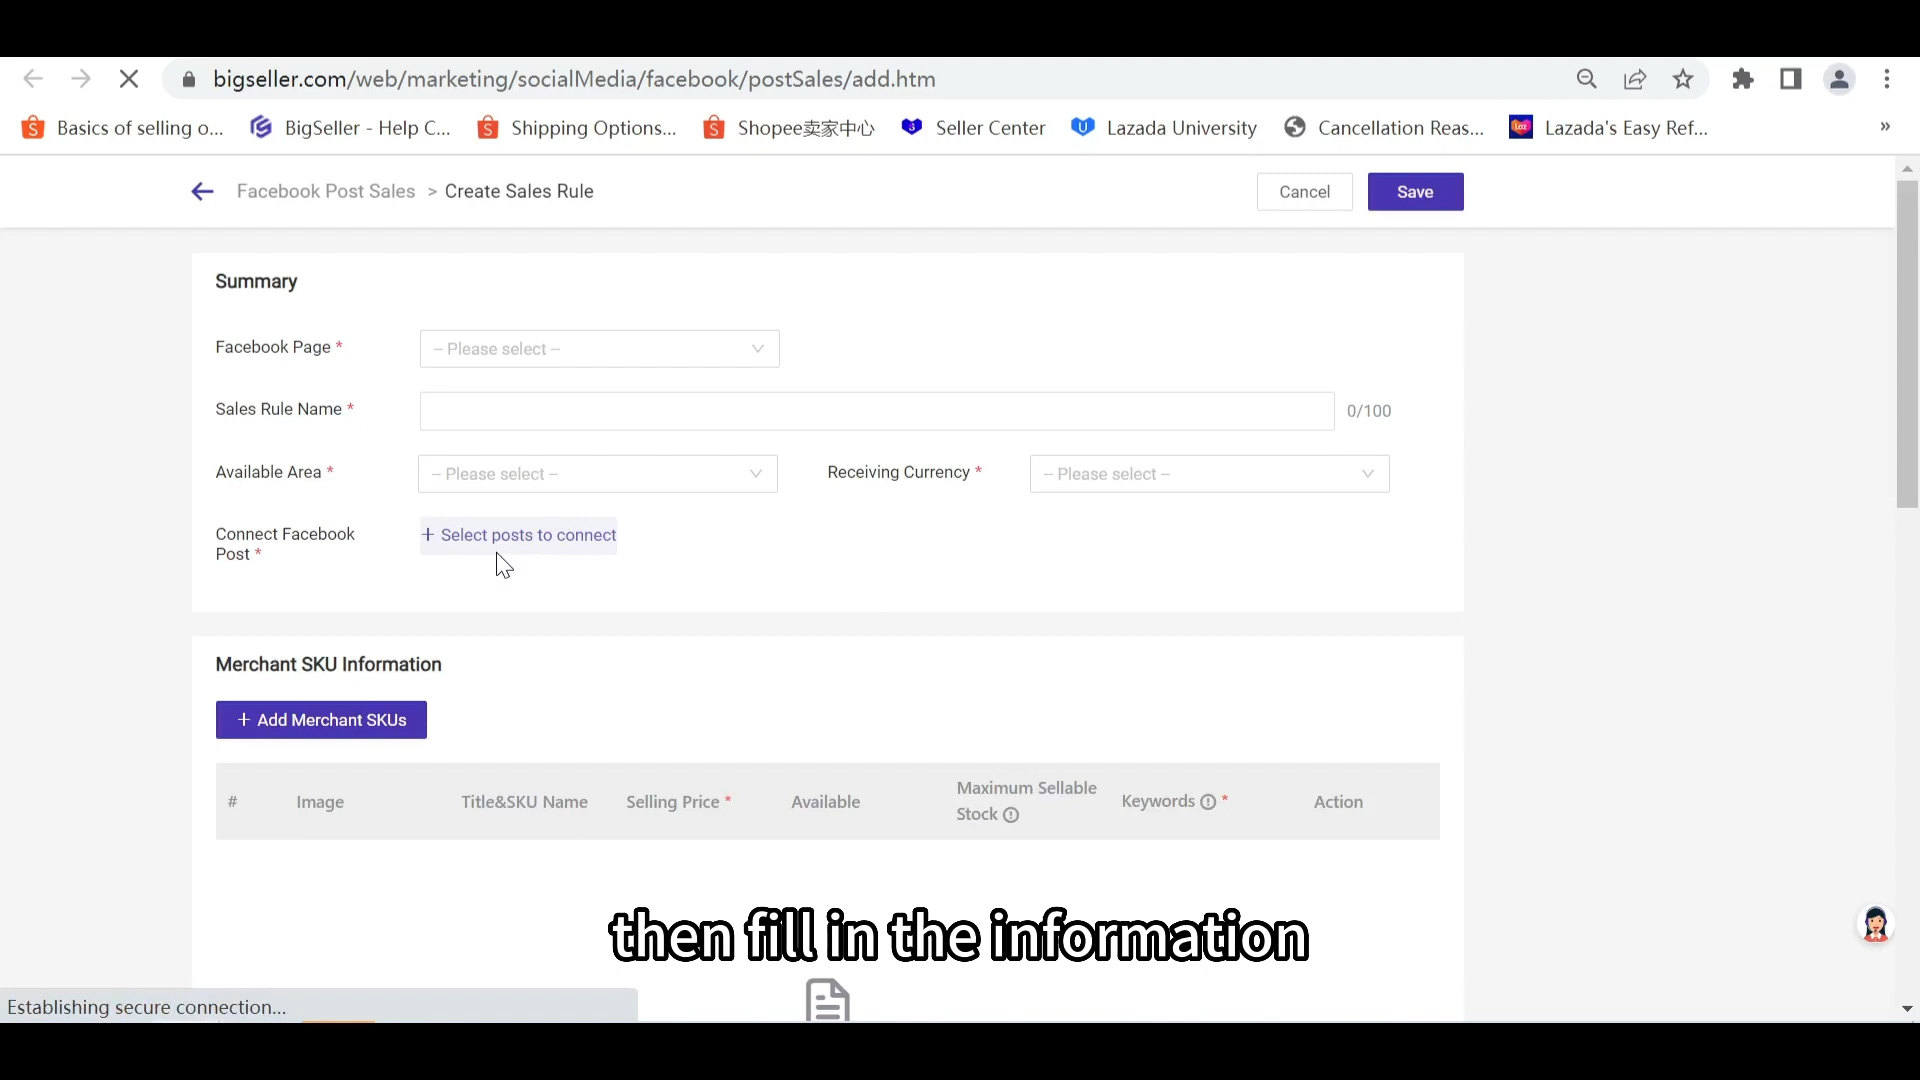 bigseller.com/web/marketing/socialMedia/facebook/postSales/add.htm
Basics of selling o... BigSeller - Help C... Shipping Options... Shopee卖家中心 Seller Center Lazada University Cancellation Reas... Lazada's Easy Ref... »
Facebook Post Sales > Create Sales Rule Cancel Save
Summary
Facebook Page * -- Please select --
Sales Rule Name * 0/100
Available Area * -- Please select -- Receiving Currency * -- Please select --
Connect Facebook
Post *
+ Select posts to connect
Merchant SKU Information
+ Add Merchant SKUs
# Image Title&SKU Name Selling Price * Available Maximum Sellable
Stock Keywords * Action
then fill in the information
Establishing secure connection...